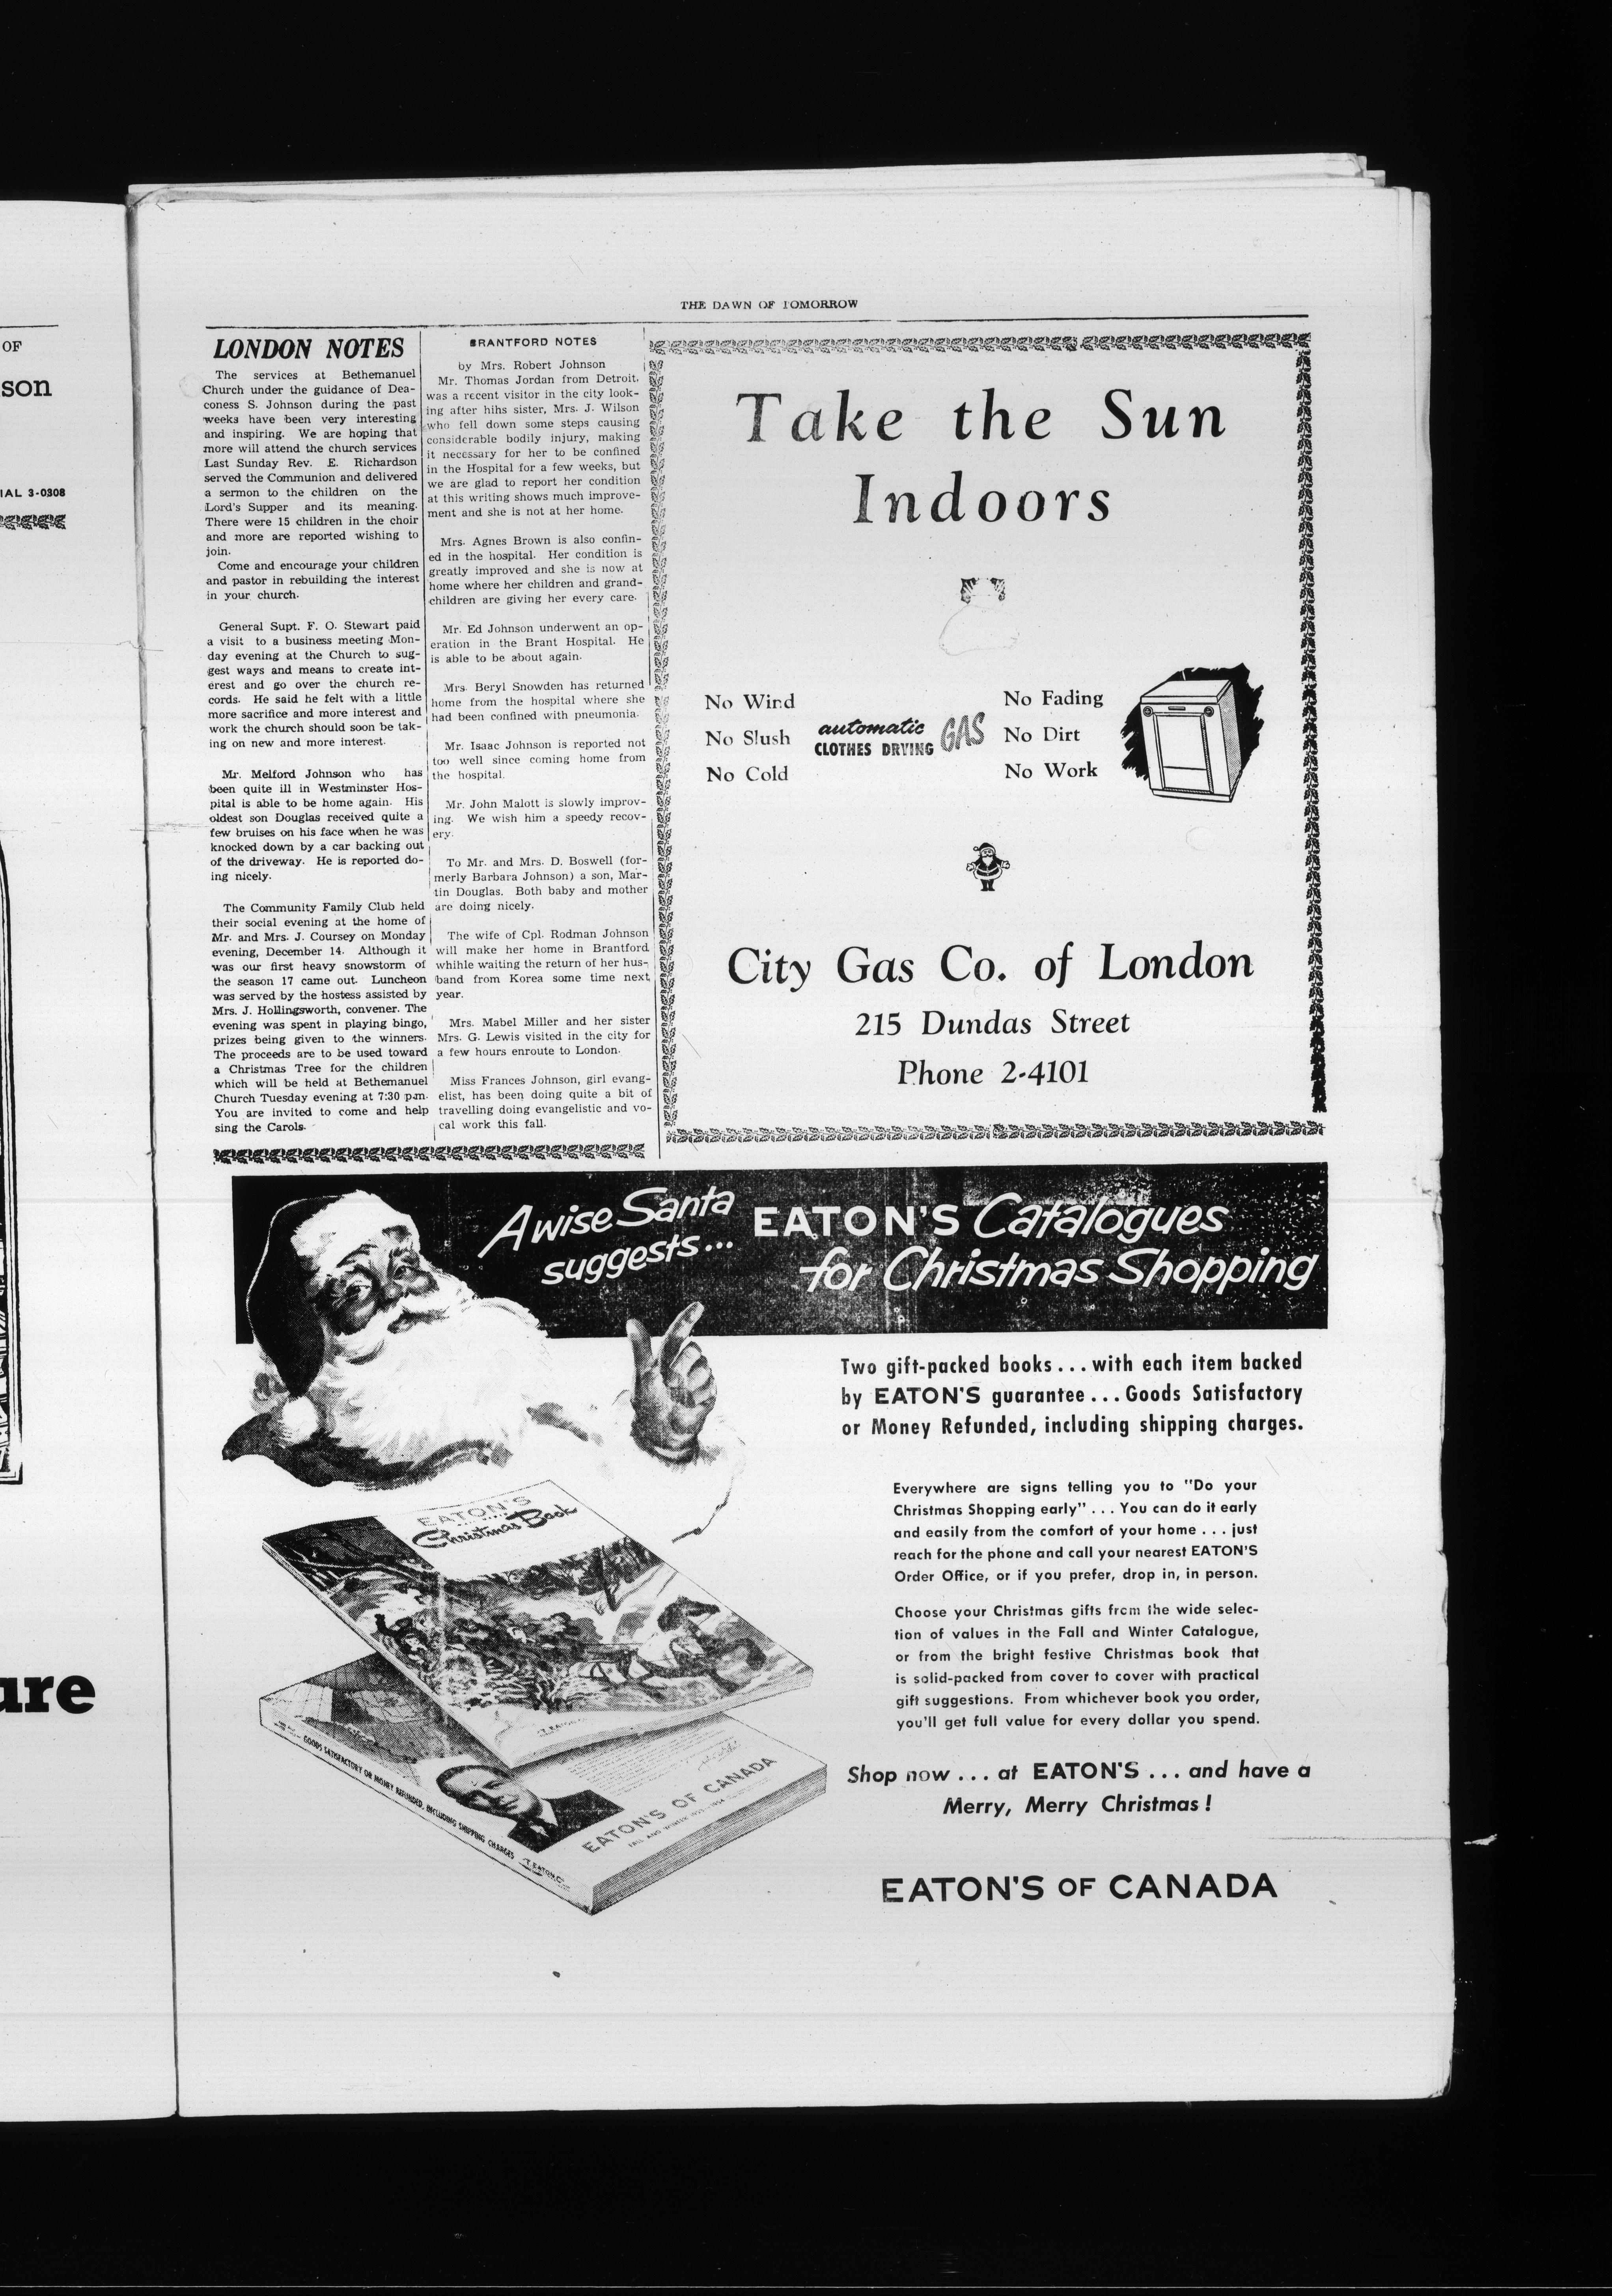 OF
son
IAL 3-0308
are
THE DAWN OF TOMORROW
LONDON NOTES
The services at Bethemanuel
Church under the guidance of Dea-
coness S. Johnson during the past
weeks have been very interesting
and inspiring. We are hoping that
more will attend the church services
Last Sunday Rev. E. Richardson
served the Communion and delivered
a sermon to the children on the
Lord's Supper and its meaning.
There were 15 children in the choir
and more are reported wishing to
join.
Come and encourage your children
and pastor in rebuilding the interest
in your church.
General Supt. F. O. Stewart paid
a visit to a business meeting Mon-
day evening at the Church to sug-
gest ways and means to create int-
erest and go over the church re-
cords. He said he felt with a little
more sacrifice and more interest and
work the church should soon be tak-
ing on new and more interest.
Mr. Melford Johnson who has
been quite ill in Westminster Hos-
pital is able to be home again. His
oldest son Douglas received quite a
few bruises on his face when he was
knocked down by a car backing out
of the driveway. He is reported do-
ing nicely.
The Community Family Club held
their social evening at the home of
Mr. and Mrs. J. Coursey on Monday
evening, December 14. Although it
was our first heavy snowstorm of
the season 17 came out. Luncheon
was served by the hostess assisted by
Mrs. J. Hollingsworth, convener. The
evening was spent in playing bingo,
prizes being given to the winners.
The proceeds are to be used toward
a Christmas Tree for the children
which will be held at Bethemanuel
Church Tuesday evening at 7:30 p.m.
You are invited to come and help
sing the Carols.
BRANTFORD NOTES
by Mrs. Robert Johnson
Mr. Thomas Jordan from Detroit.
was a recent visitor in the city look-
ing after hihs sister, Mrs. J. Wilson
who fell down some steps causing
considerable bodily injury, making
it necessary for her to be confined
in the Hospital for a few weeks, but
we are glad to report her condition
at this writing shows much improve-
ment and she is not at her home.
Mrs. Agnes Brown is also confin-
ed in the hospital. Her condition is
greatly improved and she is now at
home where her children and grand-
children are giving her every care.
Mr. Ed Johnson underwent an op-
eration in the Brant Hospital. He
is able to be about again.
Mrs. Beryl Snowden has returned
home from the hospital where she
had been confined with pneumonia.
Mr. Isaac Johnson is reported not
too well since coming home from
the hospital.
Mr. John Malott is slowly improv-
ing. We wish him a speedy recov-
ery.
To Mr. and Mrs. D. Boswell (for-
merly Barbara Johnson) a son, Mar-
tin Douglas. Both baby and mother
are doing nicely.
The wife of Cpl. Rodman Johnson
will make her home in Brantford
whihle waiting the return of her hus-
band from Korea some time next
year.
Mrs. Mabel Miller and her sister
Mrs. G. Lewis visited in the city for
a few hours enroute to London.
Miss Frances Johnson, girl evang-
elist, has been doing quite a bit of
travelling doing evangelistic and vo-
cal work this fall.
Take the Sun
Indoors
No Wind
No Slush
No Cold
automatic
CLOTHES DRYING
GAS
No Fading
No Dirt
No Work
City Gas Co. of London
215 Dundas Street
Phone 2-4101
A wise Santa
suggests...
EATON'S Catalogues
for Christmas Shopping
Two gift-packed books ... with each item backed
by EATON'S guarantee ... Goods Satisfactory
or Money Refunded, including shipping charges.
Everywhere are signs telling you to "Do your
Christmas Shopping early" ... You can do it early
and easily from the comfort of your home ... just
reach for the phone and call your nearest EATON'S
Order Office, or if you prefer, drop in, in person.
Choose your Christmas gifts from the wide selec-
tion of values in the Fall and Winter Catalogue,
or from the bright festive Christmas book that
is solid-packed from cover to cover with practical
gift suggestions. From whichever book you order,
you'll get full value for every dollar you spend.
Shop now ... at EATON'S ... and have a
Merry, Merry Christmas!
EATON'S OF CANADA
EATON'S
Christmas Book
GOODS SATISFACTORY OR MONEY REFUNDED, INCLUDING SHIPPING CHARGES
EATON'S OF CANADA
FALL AND WINTER 1953-1954